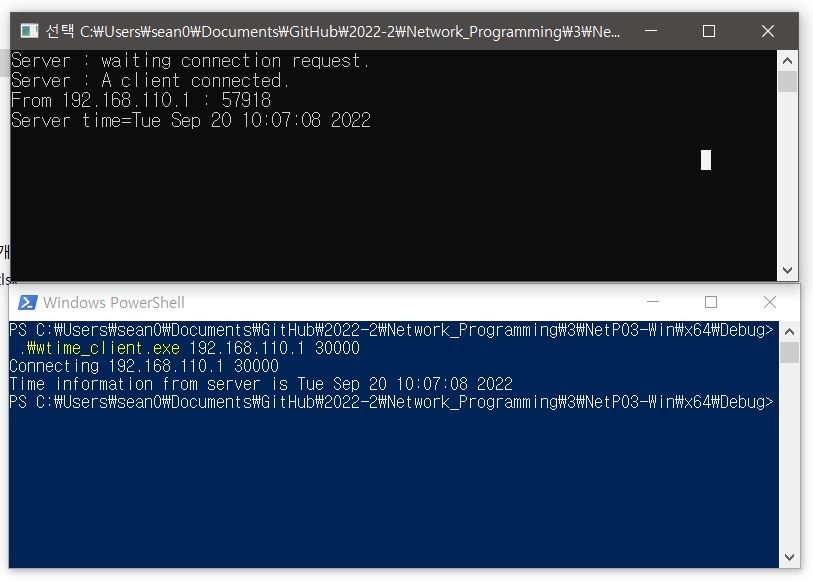 선택 C:₩Users₩sean0₩Documents₩GitHub₩2022-2₩Network_Programming₩3₩Ne...
Server : waiting connection request.
Server : A client connected.
From 192.168.110.1 : 57918
Server time=Tue Sep 20 10:07:08 2022
개
Windows PowerShell
PS C:₩Users₩sean0₩Documents₩GitHub₩2022-2₩Network_Programming₩3₩NetP03-Win₩x64₩Debug>
.₩wtime_client.exe 192.168.110.1 30000
Connecting 192.168.110.1 30000
Time information from server is Tue Sep 20 10:07:08 2022
PS C:₩Users₩sean0₩Documents₩GitHub₩2022-2₩Network_Programming₩3₩NetP03-Win₩x64₩Debug>